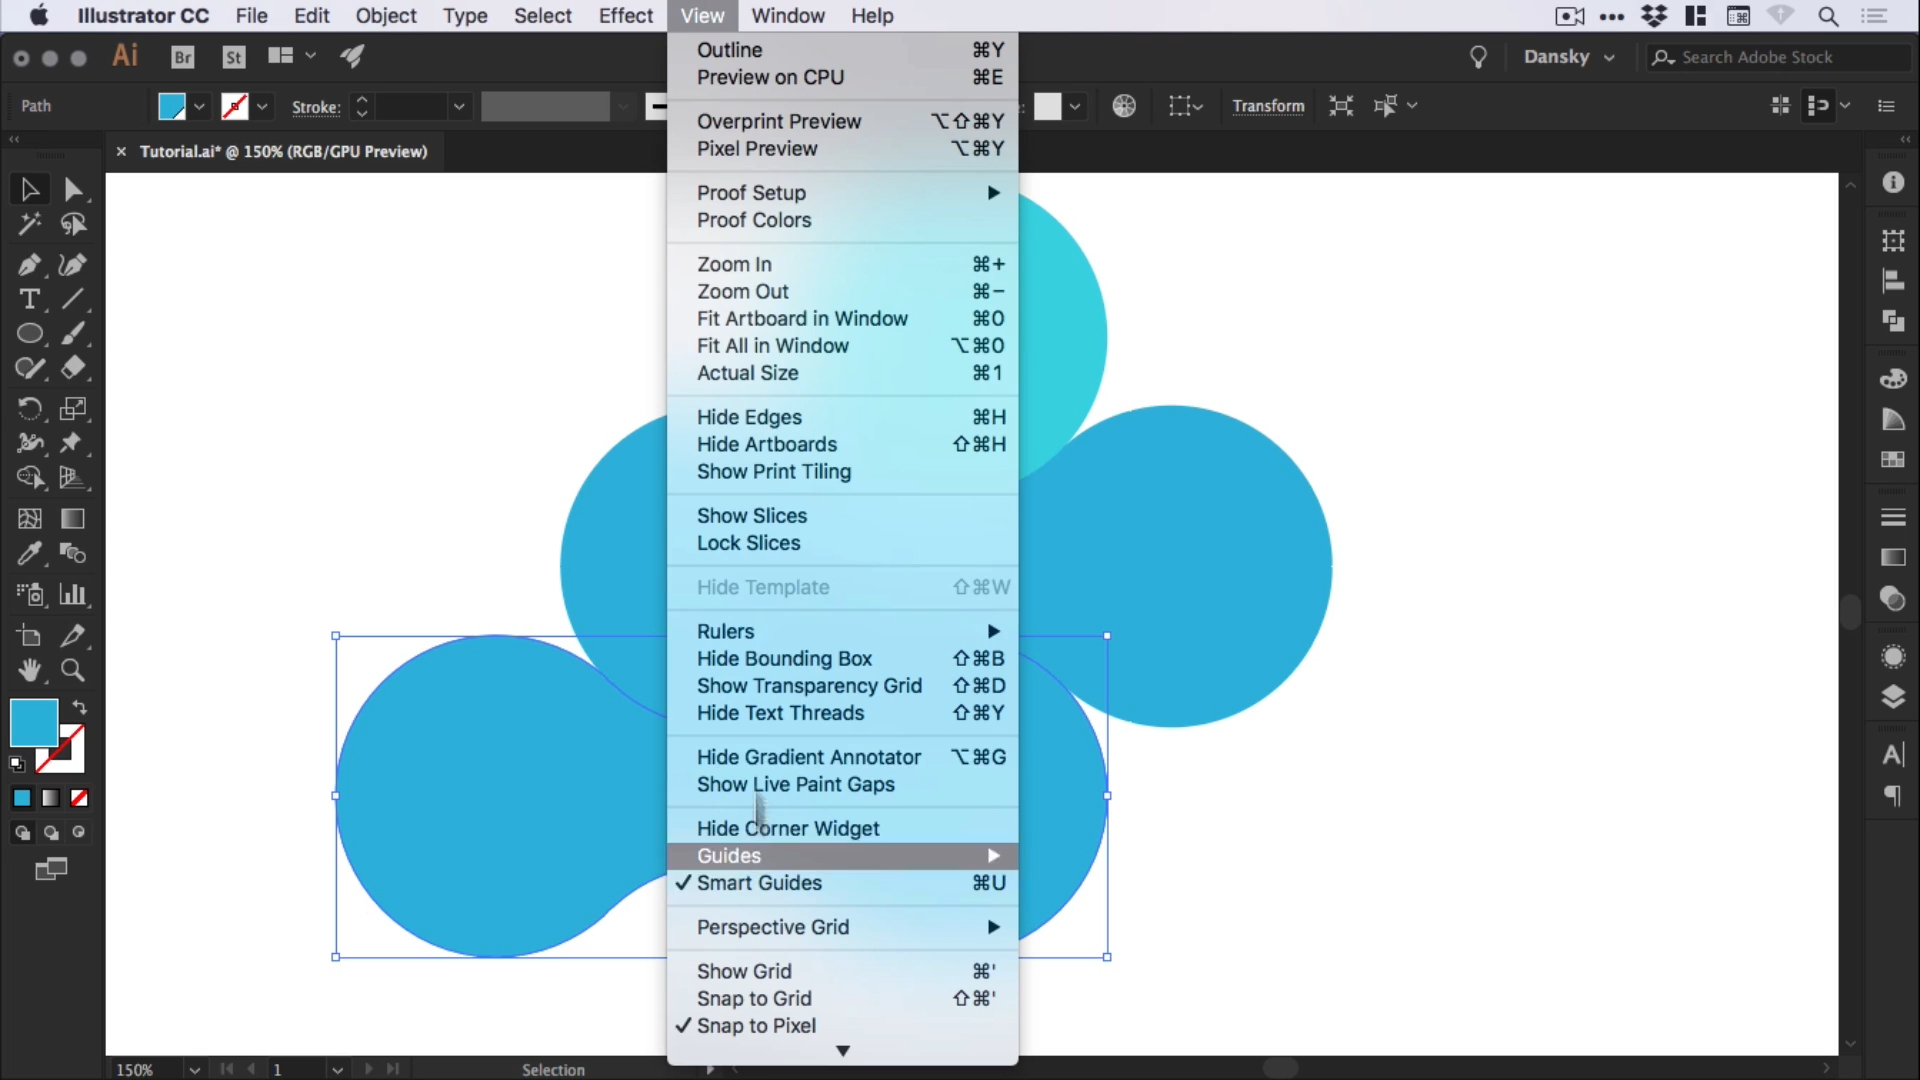 Illustrator CC File Edit Object Type Select Effect View Window Help
Ai Br St Dansky Search Adobe Stock
Path Stroke: Transform
× Tutorial.ai* @ 150% (RGB/GPU Preview)
Outline ⌘Y
Preview on CPU ⌘E
Overprint Preview ⌥⇧⌘Y
Pixel Preview ⌥⌘Y
Proof Setup
Proof Colors
Zoom In ⌘+
Zoom Out ⌘−
Fit Artboard in Window ⌘0
Fit All in Window ⌥⌘0
Actual Size ⌘1
Hide Edges ⌘H
Hide Artboards ⇧⌘H
Show Print Tiling
Show Slices
Lock Slices
Hide Template ⇧⌘W
Rulers
Hide Bounding Box ⇧⌘B
Show Transparency Grid ⇧⌘D
Hide Text Threads ⇧⌘Y
Hide Gradient Annotator ⌥⌘G
Show Live Paint Gaps
Hide Corner Widget
Guides
✓ Smart Guides ⌘U
Perspective Grid
Show Grid ⌘'
Snap to Grid ⇧⌘'
✓ Snap to Pixel
150% 1 Selection